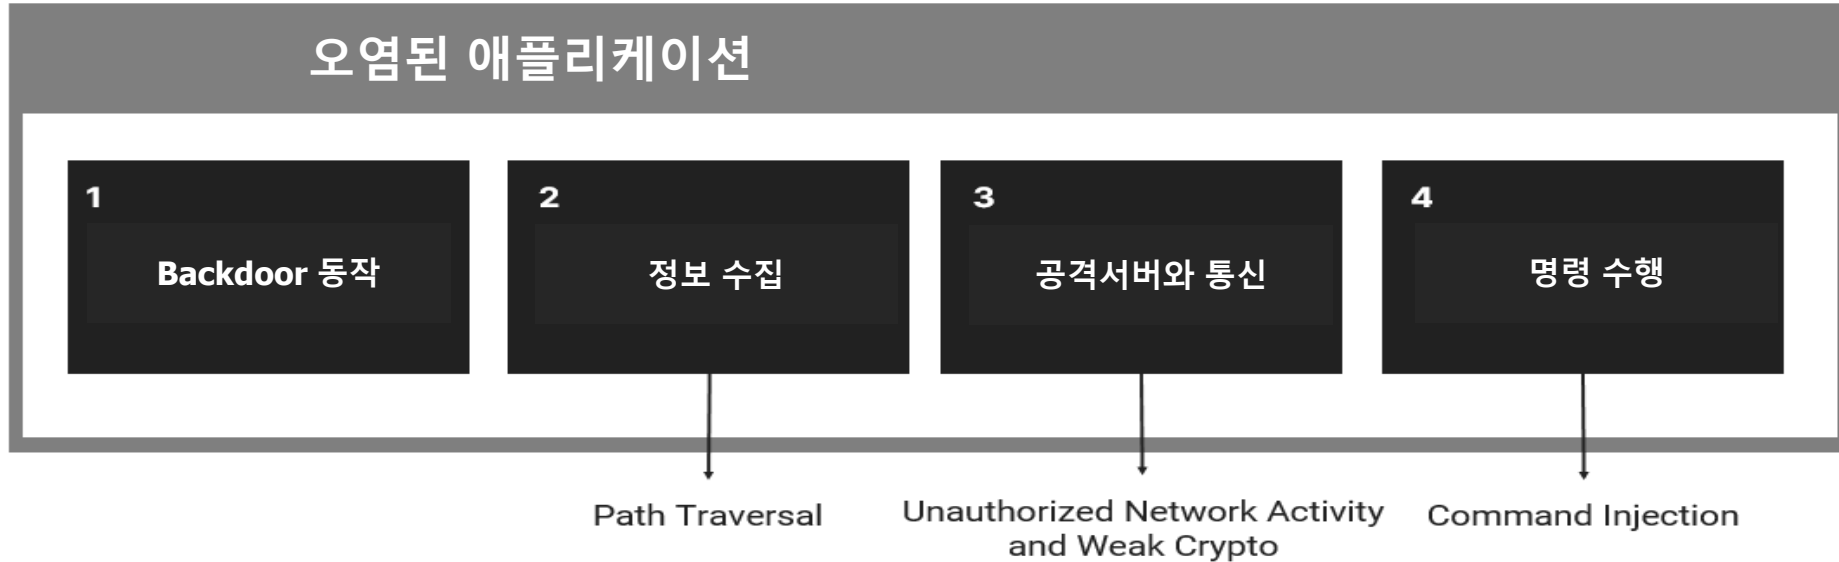 오염된 애플리케이션
1
Backdoor 동작
2
정보 수집
3
공격서버와 통신
4
명령 수행
Path Traversal
Unauthorized Network Activity
and Weak Crypto
Command Injection